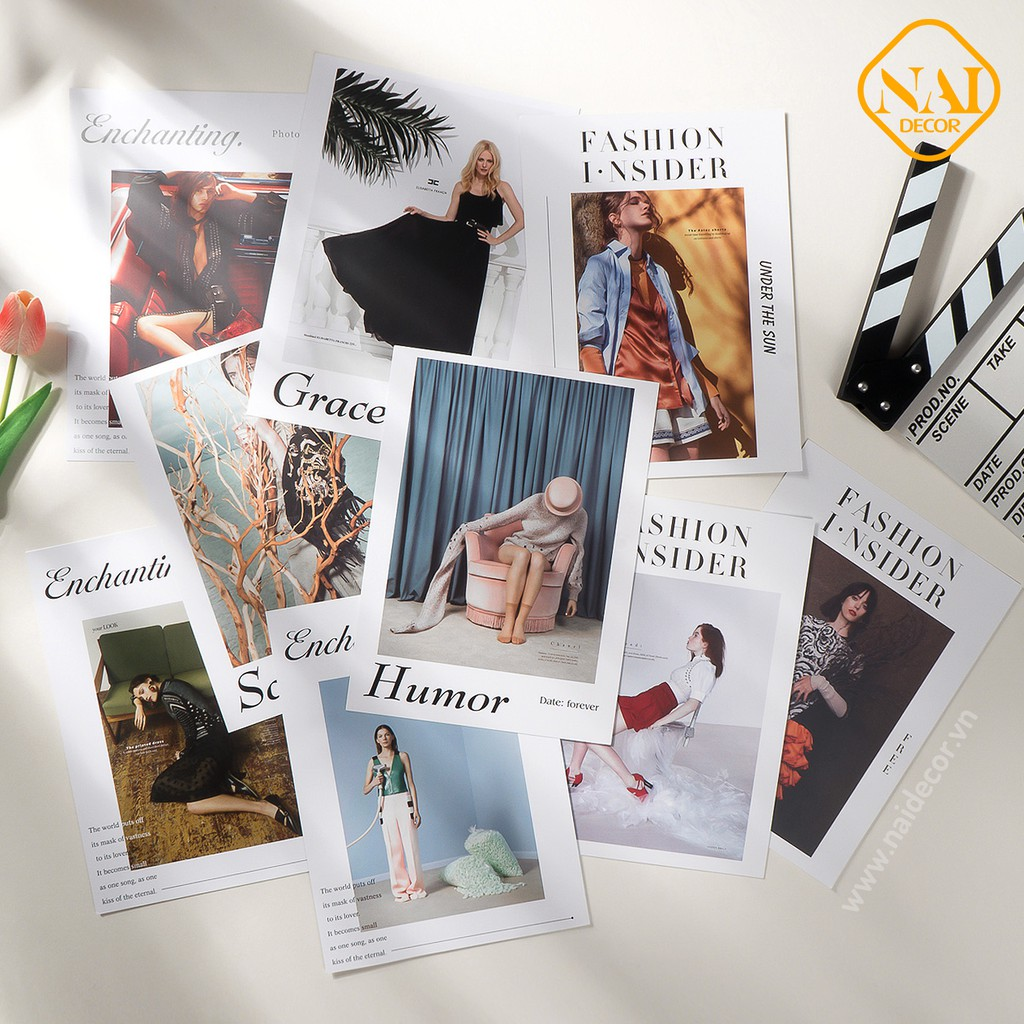 NAI
DECOR
Enchanting.
Photo
FASHION
I·NSIDER
UNDER THE SUN
The world
its mask of
to its lover
It becomes
as one song, as o
kiss of the eternal.
Grace
PROD.NO.
SCENE
TAKE
DATE
PROD.
Enchantin
your LOOK
The world puts off
its mask of vastness
to its lover.
It becomes small
as one song, as one
kiss of the eternal.
Ench
Humor
Date: forever
ASHION
NSIDER
FASHION
I·NSIDER
FREE
The world puts off
its mask of vastness
to its lover.
It becomes small
as one song, as one
kiss of the eternal.
www.naidecor.vn